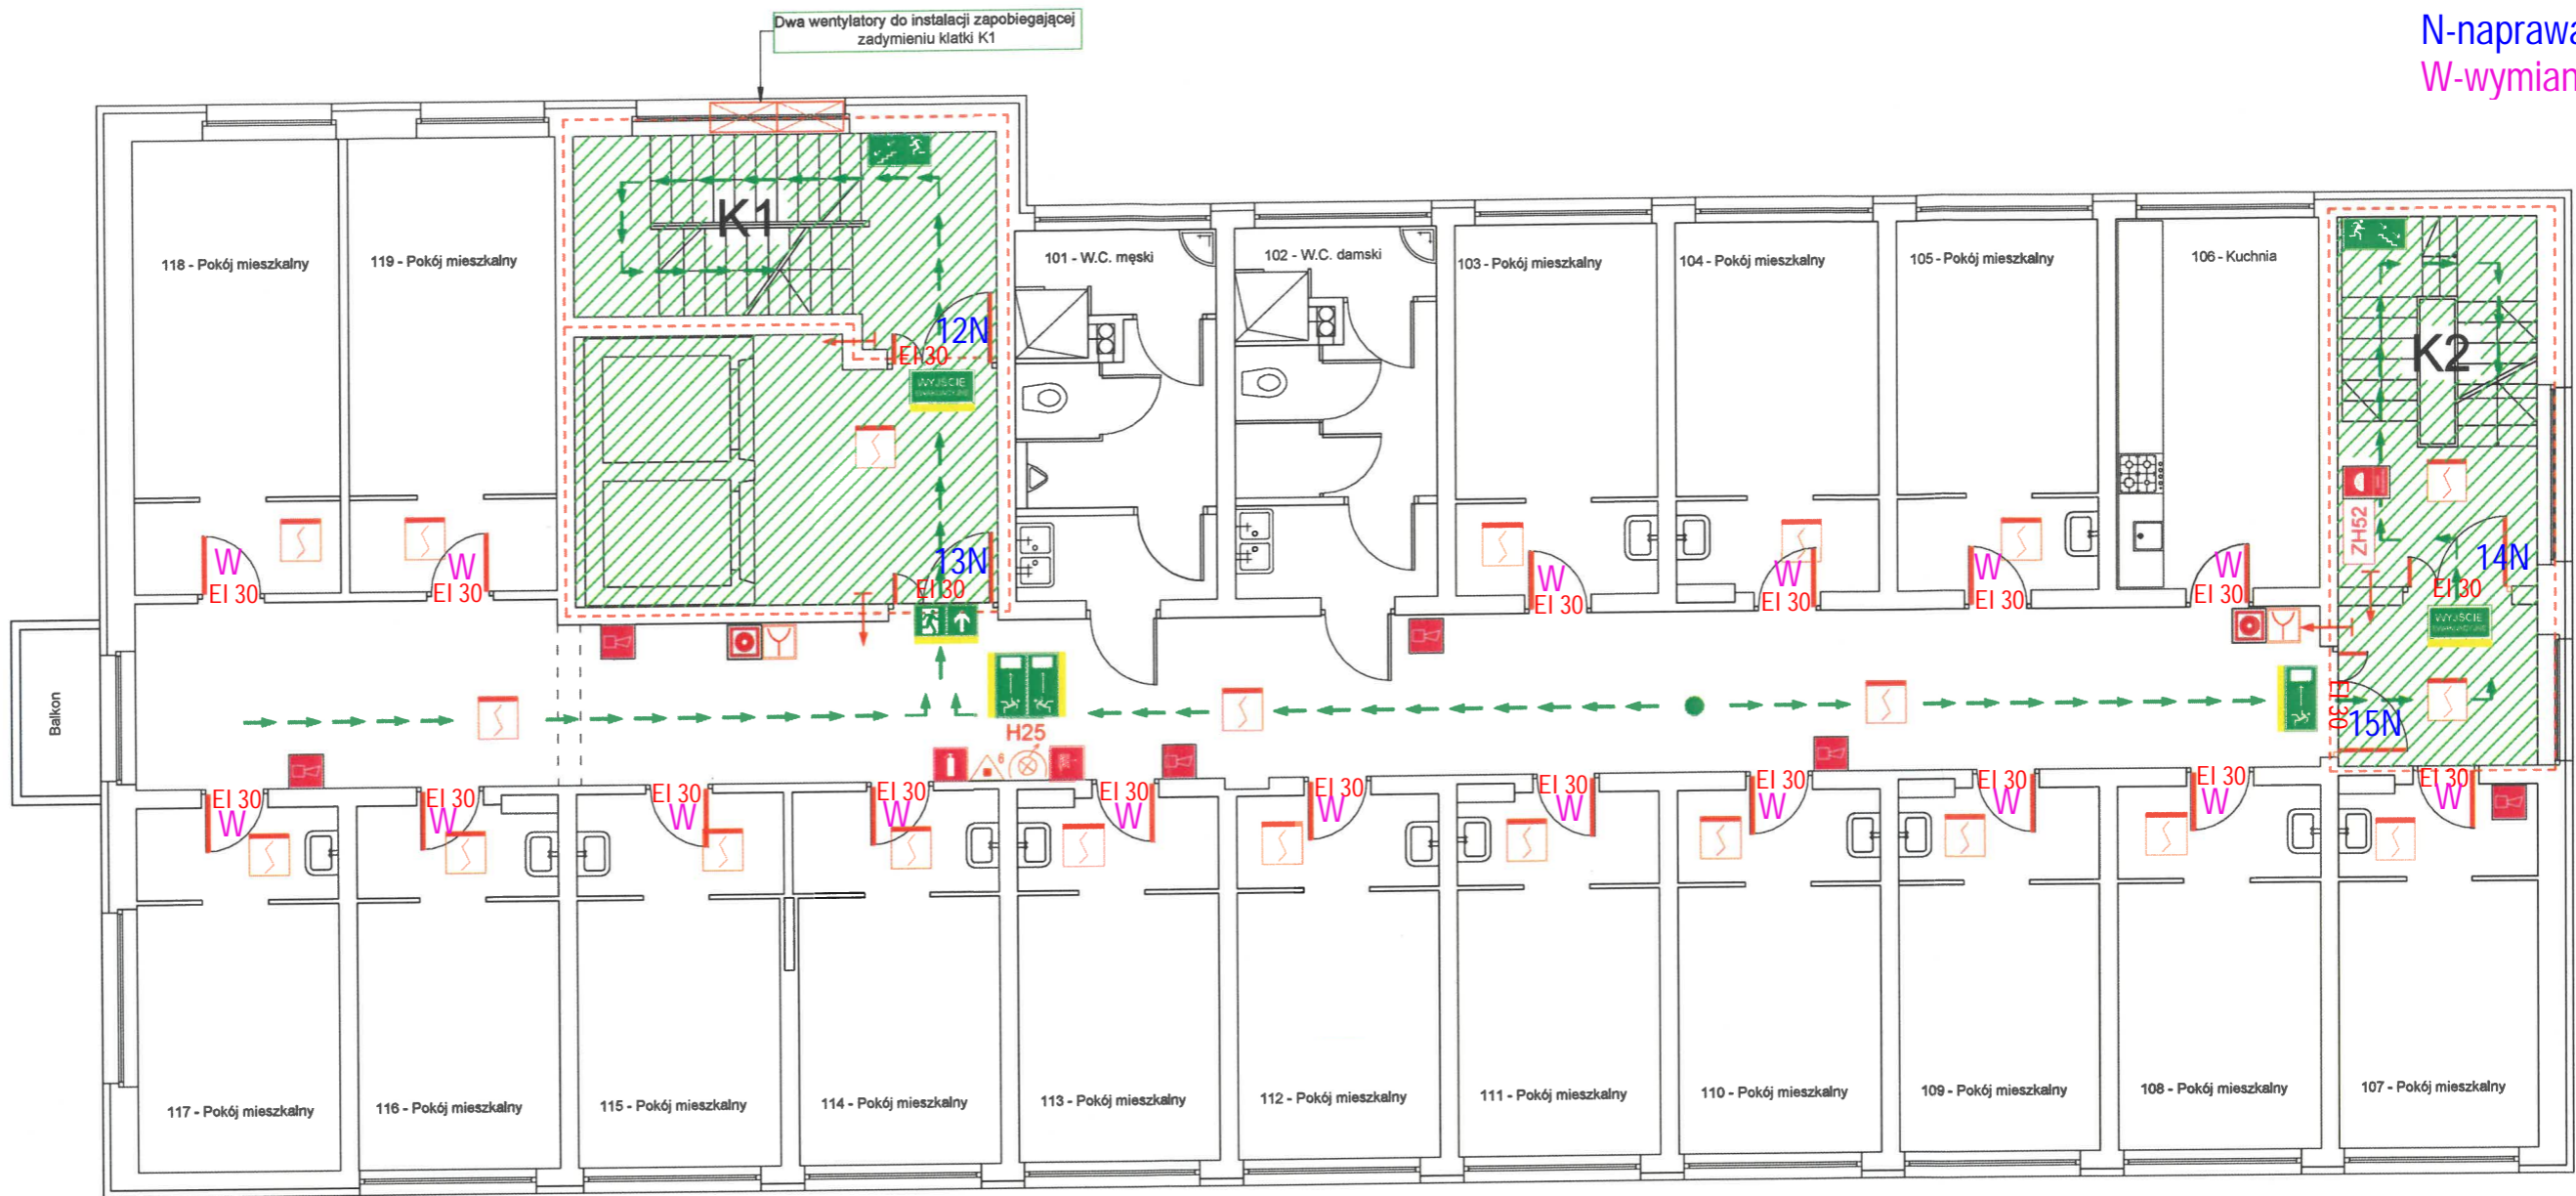 Dwa wentylatory do instalacji zapobiegającej
zadymieniu klatki K1
N-naprawa
W-wymian
K1
118 - Pokój mieszkalny
119 - Pokój mieszkalny
101 - W.C. męski
102 - W.C. damski
103 - Pokój mieszkalny
104 - Pokój mieszkalny
105 - Pokój mieszkalny
106 - Kuchnia
K2
12N
EI 30
WYJŚCIE
ZH52
13N
EI 30
14N
EI 30
WYJŚCIE
W
EI 30
W
EI 30
W
EI 30
W
EI 30
W
EI 30
W
EI 30
Balkon
EI 30
15N
H25
6
EI 30
W
EI 30
W
EI 30
W
EI 30
W
EI 30
W
EI 30
W
EI 30
W
EI 30
W
EI 30
W
EI 30
W
EI 30
W
117 - Pokój mieszkalny
116 - Pokój mieszkalny
115 - Pokój mieszkalny
114 - Pokój mieszkalny
113 - Pokój mieszkalny
112 - Pokój mieszkalny
111 - Pokój mieszkalny
110 - Pokój mieszkalny
109 - Pokój mieszkalny
108 - Pokój mieszkalny
107 - Pokój mieszkalny